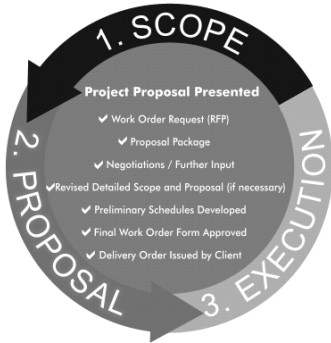 1. SCOPE
Project Proposal Presented
✔ Work Order Request (RFP)
✔ Proposal Package
✔ Negotiations / Further Input
✔Revised Detailed Scope and Proposal (if necessary)
✔ Preliminary Schedules Developed
✔ Final Work Order Form Approved
✔ Delivery Order Issued by Client
2. PROPOSAL
3. EXECUTION